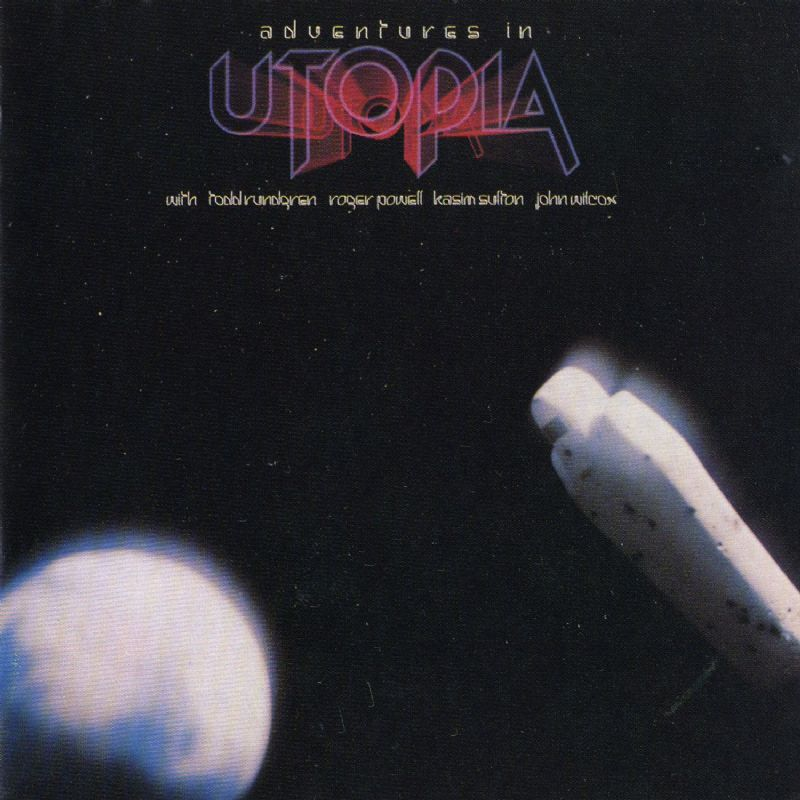 adventures in
UTOPIA
with todd rundgren roger powell kasim sulton john wilcox